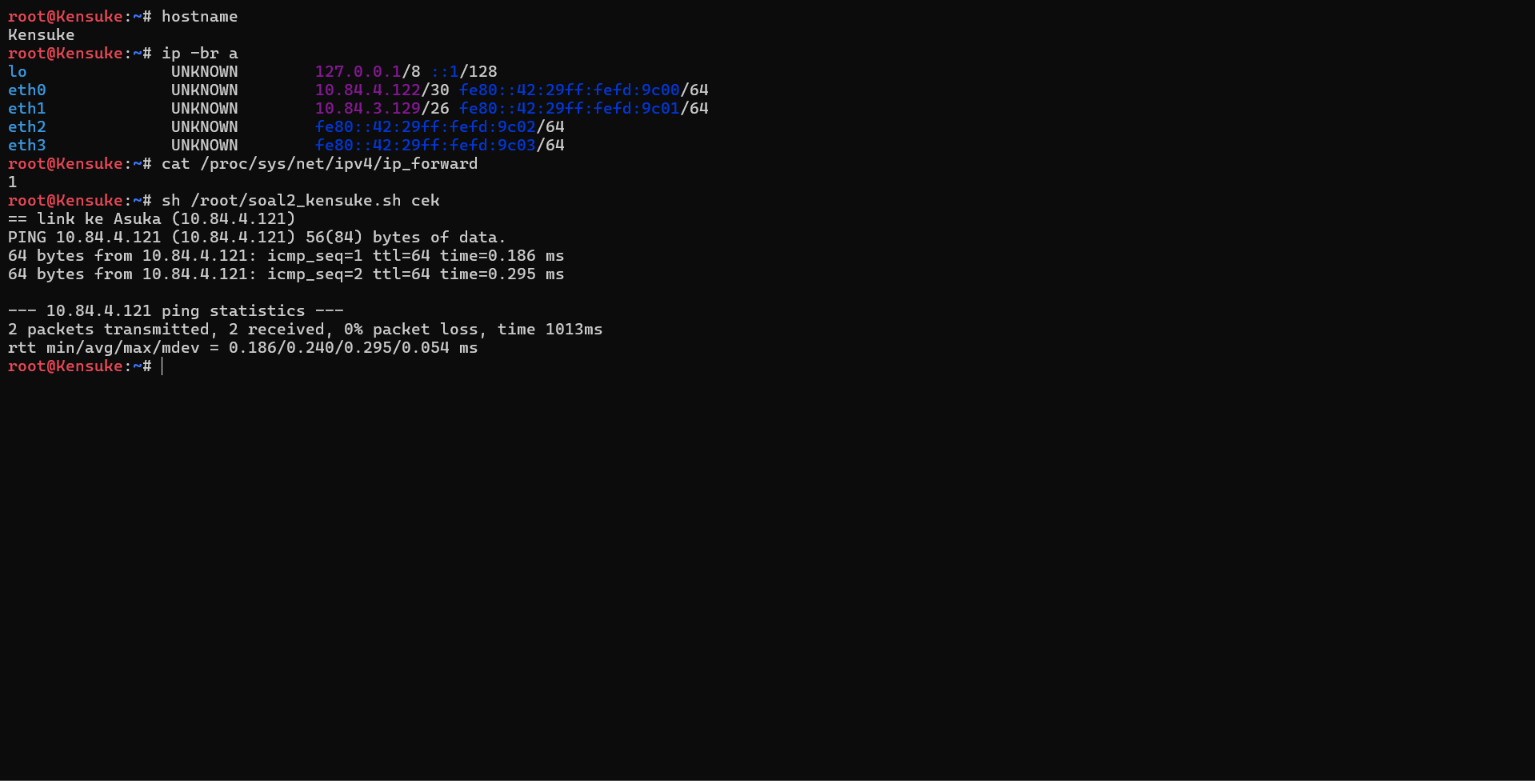 root@Kensuke:~# hostname
Kensuke
root@Kensuke:~# ip -br a
lo               UNKNOWN        127.0.0.1/8 ::1/128
eth0             UNKNOWN        10.84.4.122/30 fe80::42:29ff:fefd:9c00/64
eth1             UNKNOWN        10.84.3.129/26 fe80::42:29ff:fefd:9c01/64
eth2             UNKNOWN        fe80::42:29ff:fefd:9c02/64
eth3             UNKNOWN        fe80::42:29ff:fefd:9c03/64
root@Kensuke:~# cat /proc/sys/net/ipv4/ip_forward
1
root@Kensuke:~# sh /root/soal2_kensuke.sh cek
== link ke Asuka (10.84.4.121)
PING 10.84.4.121 (10.84.4.121) 56(84) bytes of data.
64 bytes from 10.84.4.121: icmp_seq=1 ttl=64 time=0.186 ms
64 bytes from 10.84.4.121: icmp_seq=2 ttl=64 time=0.295 ms

--- 10.84.4.121 ping statistics ---
2 packets transmitted, 2 received, 0% packet loss, time 1013ms
rtt min/avg/max/mdev = 0.186/0.240/0.295/0.054 ms
root@Kensuke:~#